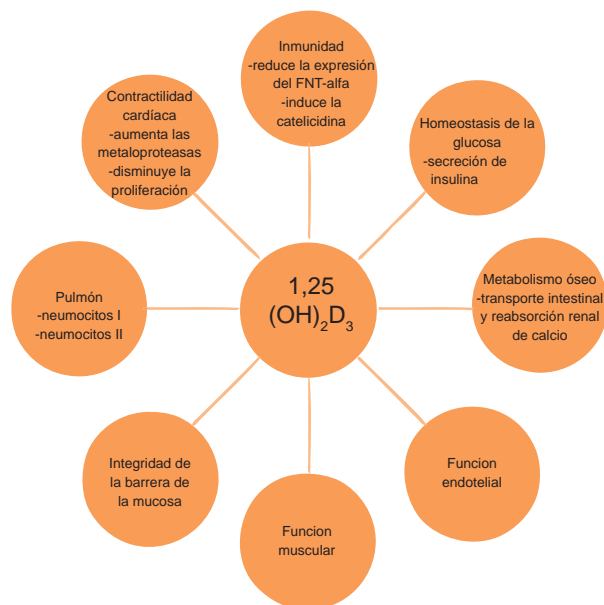 Inmunidad
-reduce la expresión
del FNT-alfa
-induce la
catelicidina
Homeostasis de la
glucosa
-secreción de
insulina
Metabolismo óseo
-transporte intestinal
y reabsorción renal
de calcio
Funcion
endotelial
Funcion
muscular
Integridad de
la barrera de
la mucosa
Pulmón
-neumocitos I
-neumocitos II
Contractilidad
cardíaca
-aumenta las
metaloproteasas
-disminuye la
proliferación
1,25
(OH)₂D₃